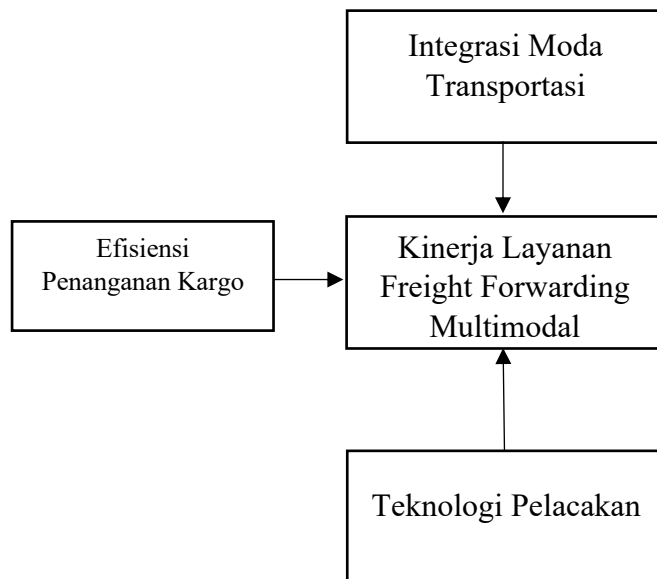 Integrasi Moda
Transportasi
Efisiensi
Penanganan Kargo
Kinerja Layanan
Freight Forwarding
Multimodal
Teknologi Pelacakan